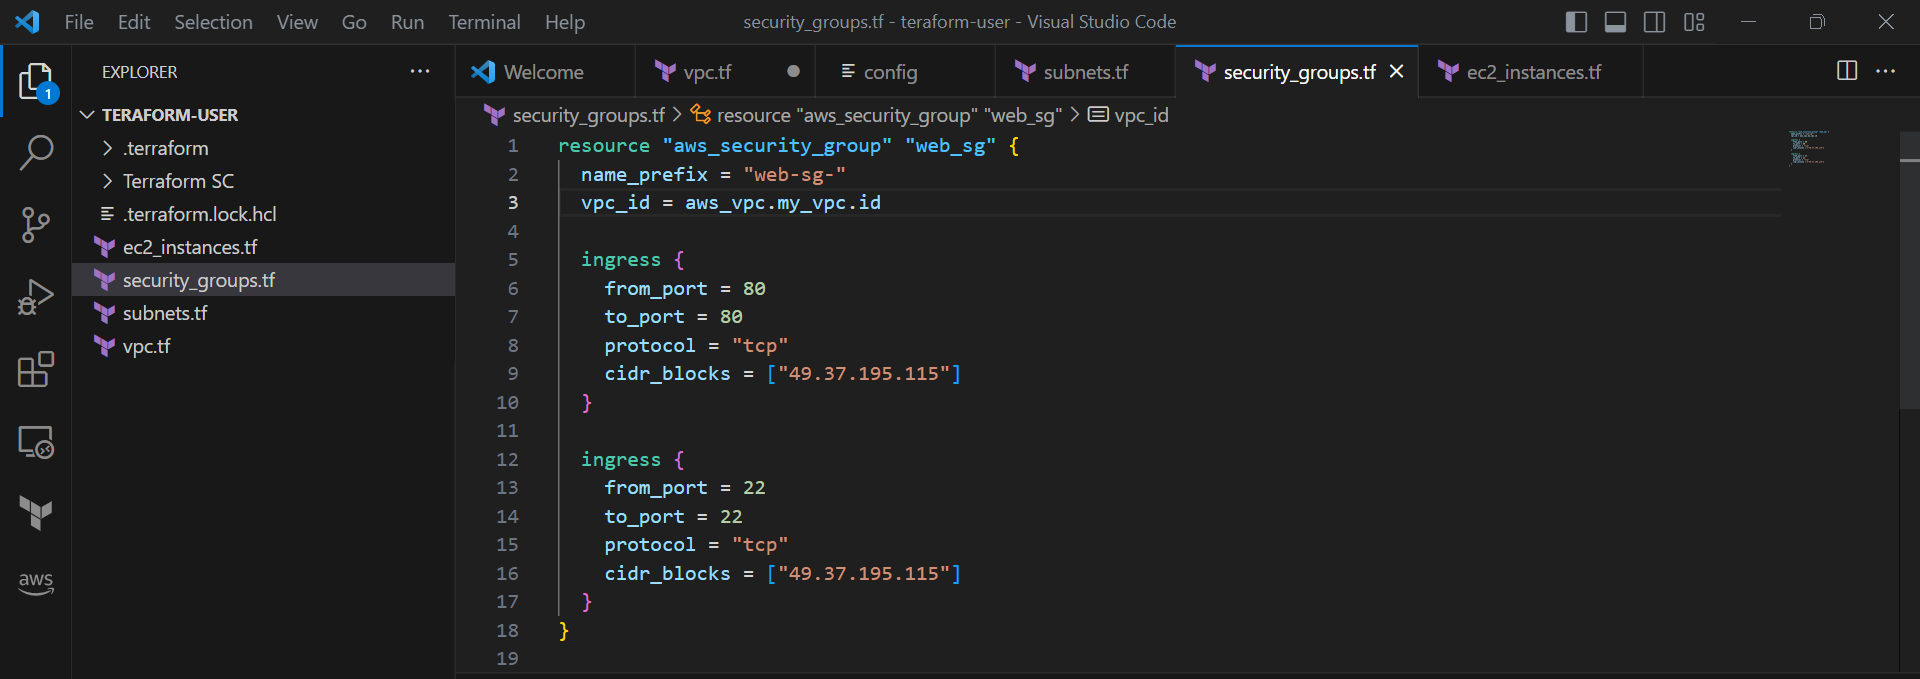 File Edit Selection View Go Run Terminal Help
security_groups.tf - teraform-user - Visual Studio Code
EXPLORER
1
TERAFORM-USER
.terraform
Terraform SC
.terraform.lock.hcl
ec2_instances.tf
security_groups.tf
subnets.tf
vpc.tf
aws
Welcome vpc.tf config subnets.tf security_groups.tf ec2_instances.tf
security_groups.tf > resource "aws_security_group" "web_sg" > vpc_id
1 resource "aws_security_group" "web_sg" {
2 name_prefix = "web-sg-"
3 vpc_id = aws_vpc.my_vpc.id
4
5 ingress {
6 from_port = 80
7 to_port = 80
8 protocol = "tcp"
9 cidr_blocks = ["49.37.195.115"]
10 }
11
12 ingress {
13 from_port = 22
14 to_port = 22
15 protocol = "tcp"
16 cidr_blocks = ["49.37.195.115"]
17 }
18 }
19